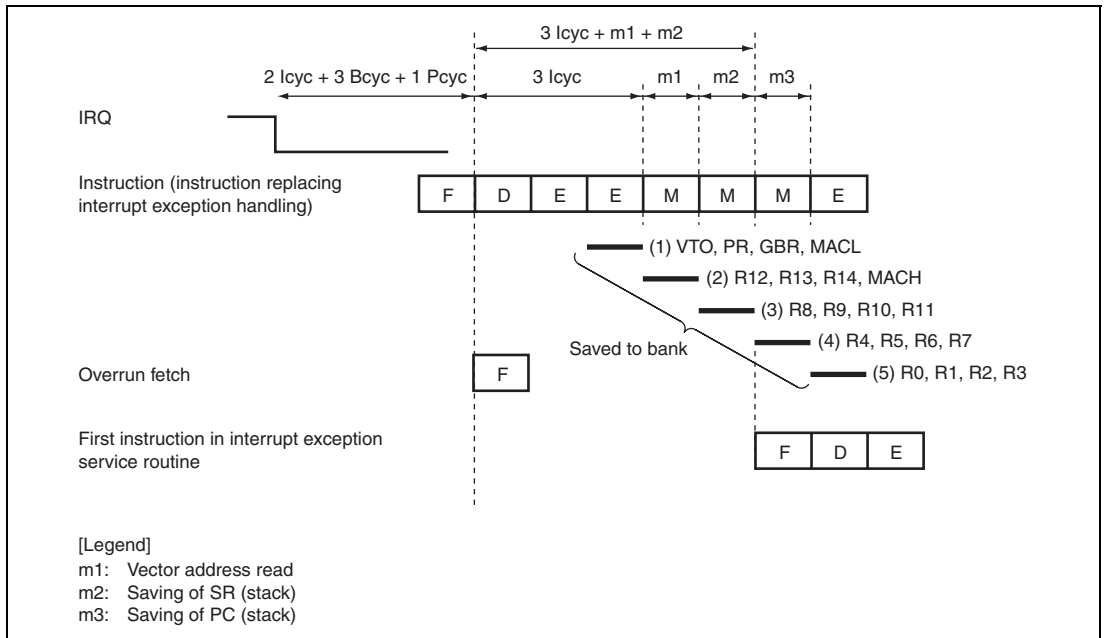 3 Icyc + m1 + m2
2 Icyc + 3 Bcyc + 1 Pcyc
3 Icyc
m1
m2
m3
IRQ
Instruction (instruction replacing
interrupt exception handling)
F D E E M M M E
(1) VTO, PR, GBR, MACL
(2) R12, R13, R14, MACH
(3) R8, R9, R10, R11
(4) R4, R5, R6, R7
Saved to bank
(5) R0, R1, R2, R3
Overrun fetch
F
First instruction in interrupt exception
service routine
F D E
[Legend]
m1: Vector address read
m2: Saving of SR (stack)
m3: Saving of PC (stack)